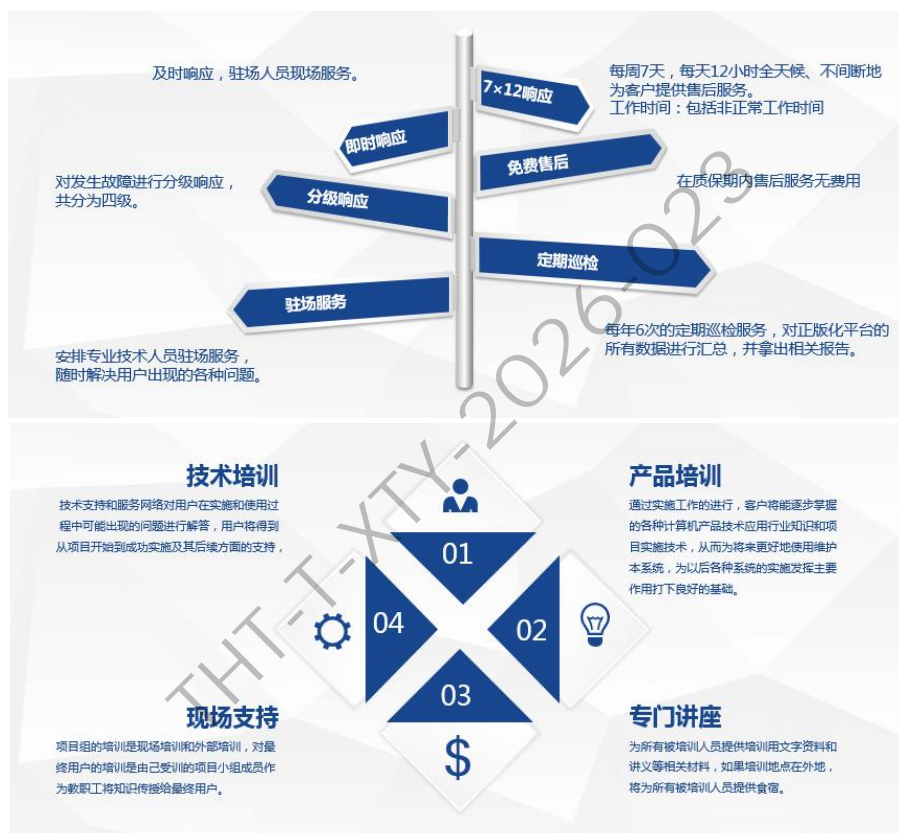 及时响应，驻场人员现场服务。
7×12响应
每周7天，每天12小时全天候、不间断地
为客户提供售后服务。
工作时间：包括非正常工作时间
即时响应
免费售后
对发生故障进行分级响应，
共分为四级。
分级响应
在质保期内售后服务无费用
定期巡检
驻场服务
每年6次的定期巡检服务，对正版化平台的
所有数据进行汇总，并拿出相关报告。
安排专业技术人员驻场服务，
随时解决用户出现的各种问题。
技术培训
技术支持和服务网络对用户在实施和使用过
程中可能出现的问题进行解答，用户将得到
从项目开始到成功实施及其后续方面的支持，
产品培训
通过实施工作的进行，客户将能逐步掌握
的各种计算机产品技术应用行业知识和项
目实施技术，从而为将来更好地使用维护
本系统，为以后各种系统的实施发挥主要
作用打下良好的基础。
01
04
02
03
现场支持
项目组的培训是现场培训和外部培训，对最
终用户的培训是由己受训的项目小组成员作
为教职工将知识传授给最终用户。
$
专门讲座
为所有被培训人员提供培训用文字资料和
讲义等相关材料，如果培训地点在外地，
将为所有被培训人员提供食宿。
THT-T-XTY-2026-023